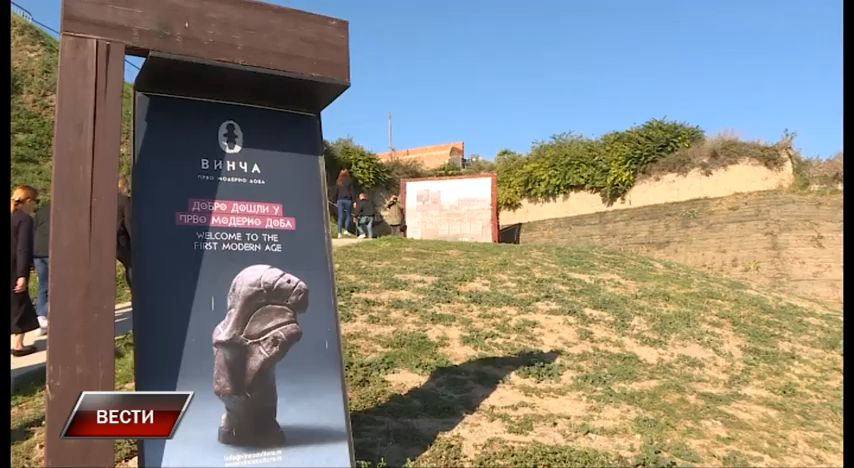 ВИНЧА
ПРВО МОДЕРНО ДОБА
ДОБРО ДОШЛИ У
ПРВО МОДЕРНО ДОБА
WELCOME TO THE
FIRST MODERN AGE
ВЕСТИ